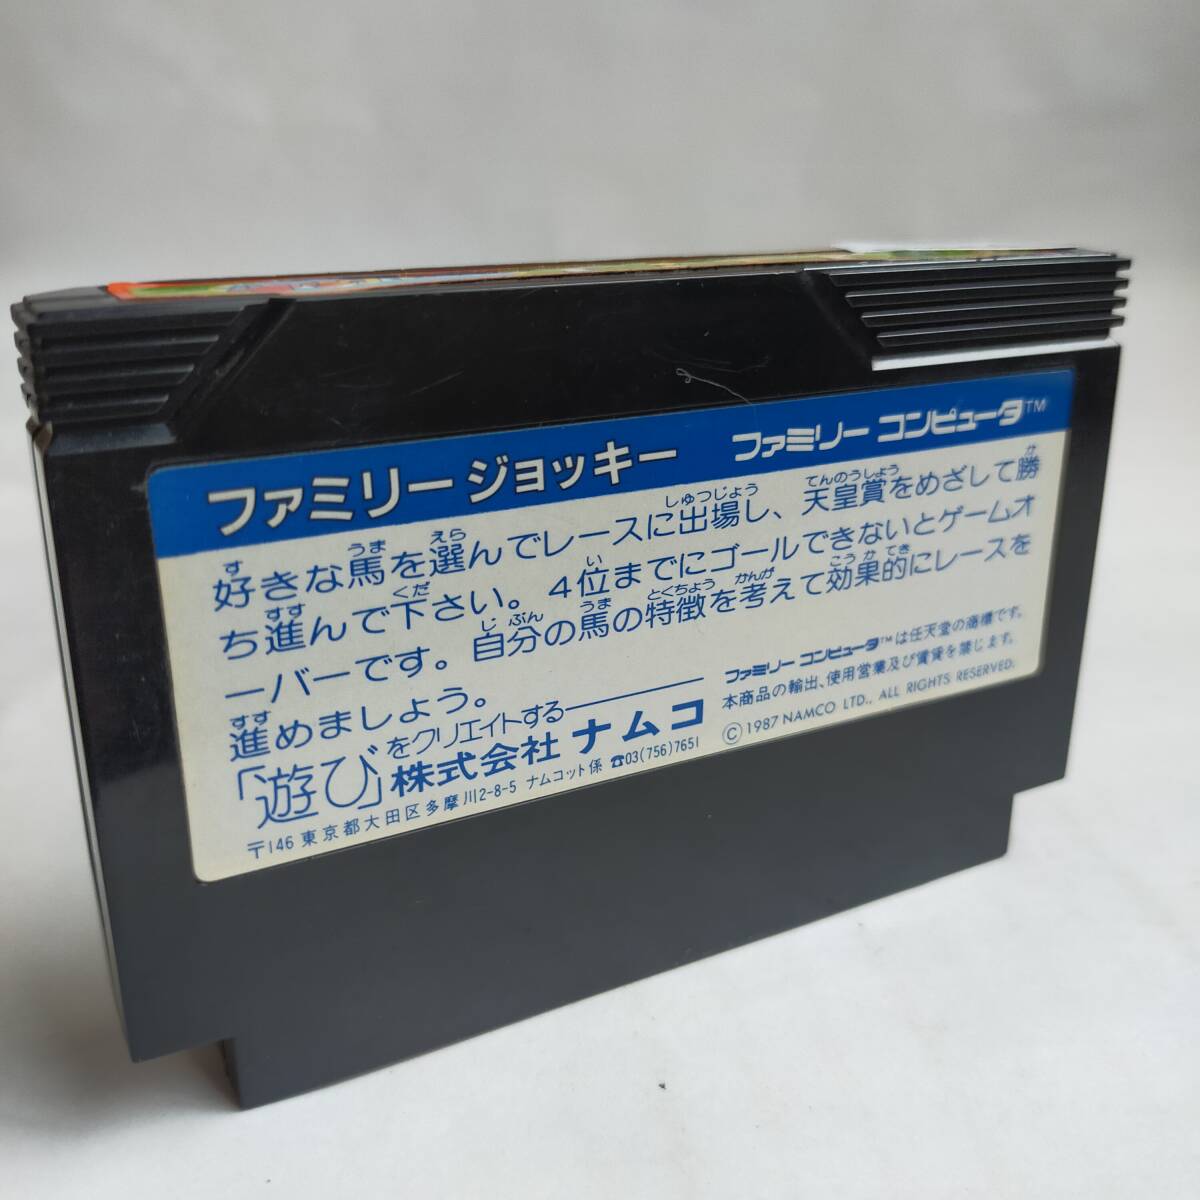 ファミリー ジョッキー ファミリー コンピュータ™
好きな馬を選んでレースに出場し、天皇賞をめざして勝
ち進んで下さい。4位までにゴールできないとゲームオ
ーバーです。自分の馬の特徴を考えて効果的にレースを
進めましょう。
「遊び」をクリエイトする
株式会社 ナムコ
〒146 東京都大田区多摩川2-8-5 ナムコット係 ☎03(756)7651
ファミリー コンピュータ™は任天堂の商標です。
本商品の輸出、使用営業及び賃貸を禁じます。
©1987 NAMCO LTD., ALL RIGHTS RESERVED.